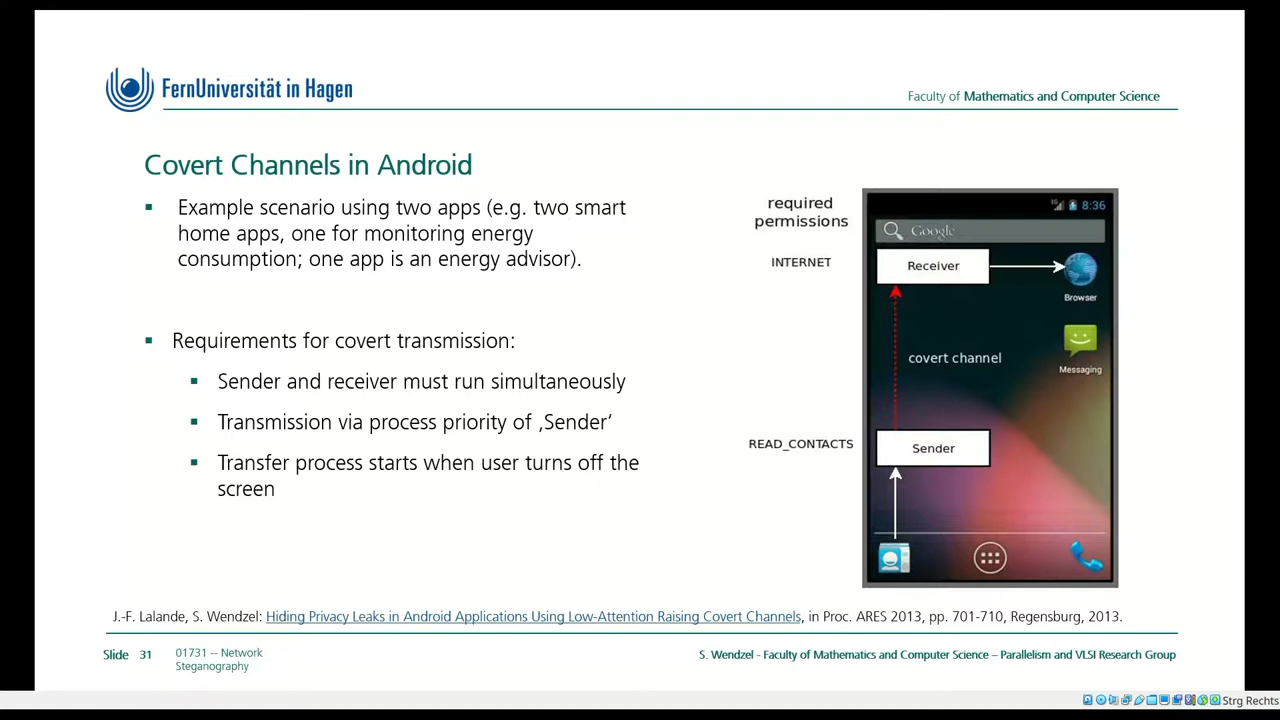 FernUniversität in Hagen
Faculty of Mathematics and Computer Science
Covert Channels in Android
Example scenario using two apps (e.g. two smart
home apps, one for monitoring energy
consumption; one app is an energy advisor).
Requirements for covert transmission:
Sender and receiver must run simultaneously
Transmission via process priority of ‚Sender‘
Transfer process starts when user turns off the
screen
required
permissions
INTERNET
READ_CONTACTS
3G
8:36
Google
Receiver
Browser
covert channel
Messaging
Sender
J.-F. Lalande, S. Wendzel: Hiding Privacy Leaks in Android Applications Using Low-Attention Raising Covert Channels, in Proc. ARES 2013, pp. 701-710, Regensburg, 2013.
Slide 31
01731 -- Network
Steganography
S. Wendzel - Faculty of Mathematics and Computer Science – Parallelism and VLSI Research Group
Strg Rechts